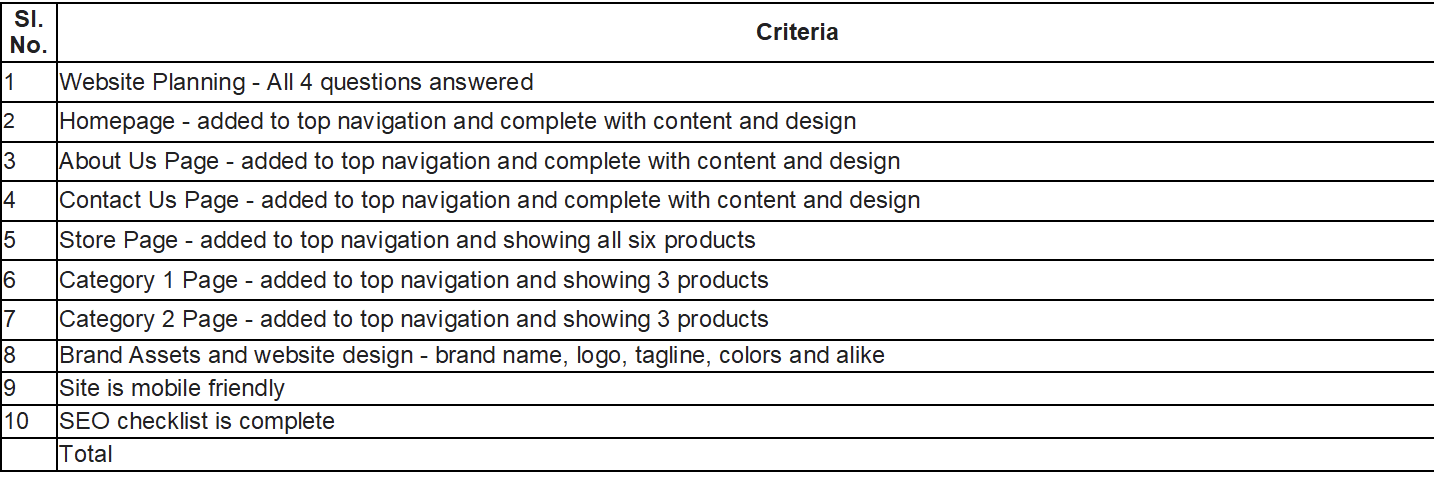 Sl. No. Criteria
1 Website Planning - All 4 questions answered
2 Homepage - added to top navigation and complete with content and design
3 About Us Page - added to top navigation and complete with content and design
4 Contact Us Page - added to top navigation and complete with content and design
5 Store Page - added to top navigation and showing all six products
6 Category 1 Page - added to top navigation and showing 3 products
7 Category 2 Page - added to top navigation and showing 3 products
8 Brand Assets and website design - brand name, logo, tagline, colors and alike
9 Site is mobile friendly
10 SEO checklist is complete
Total